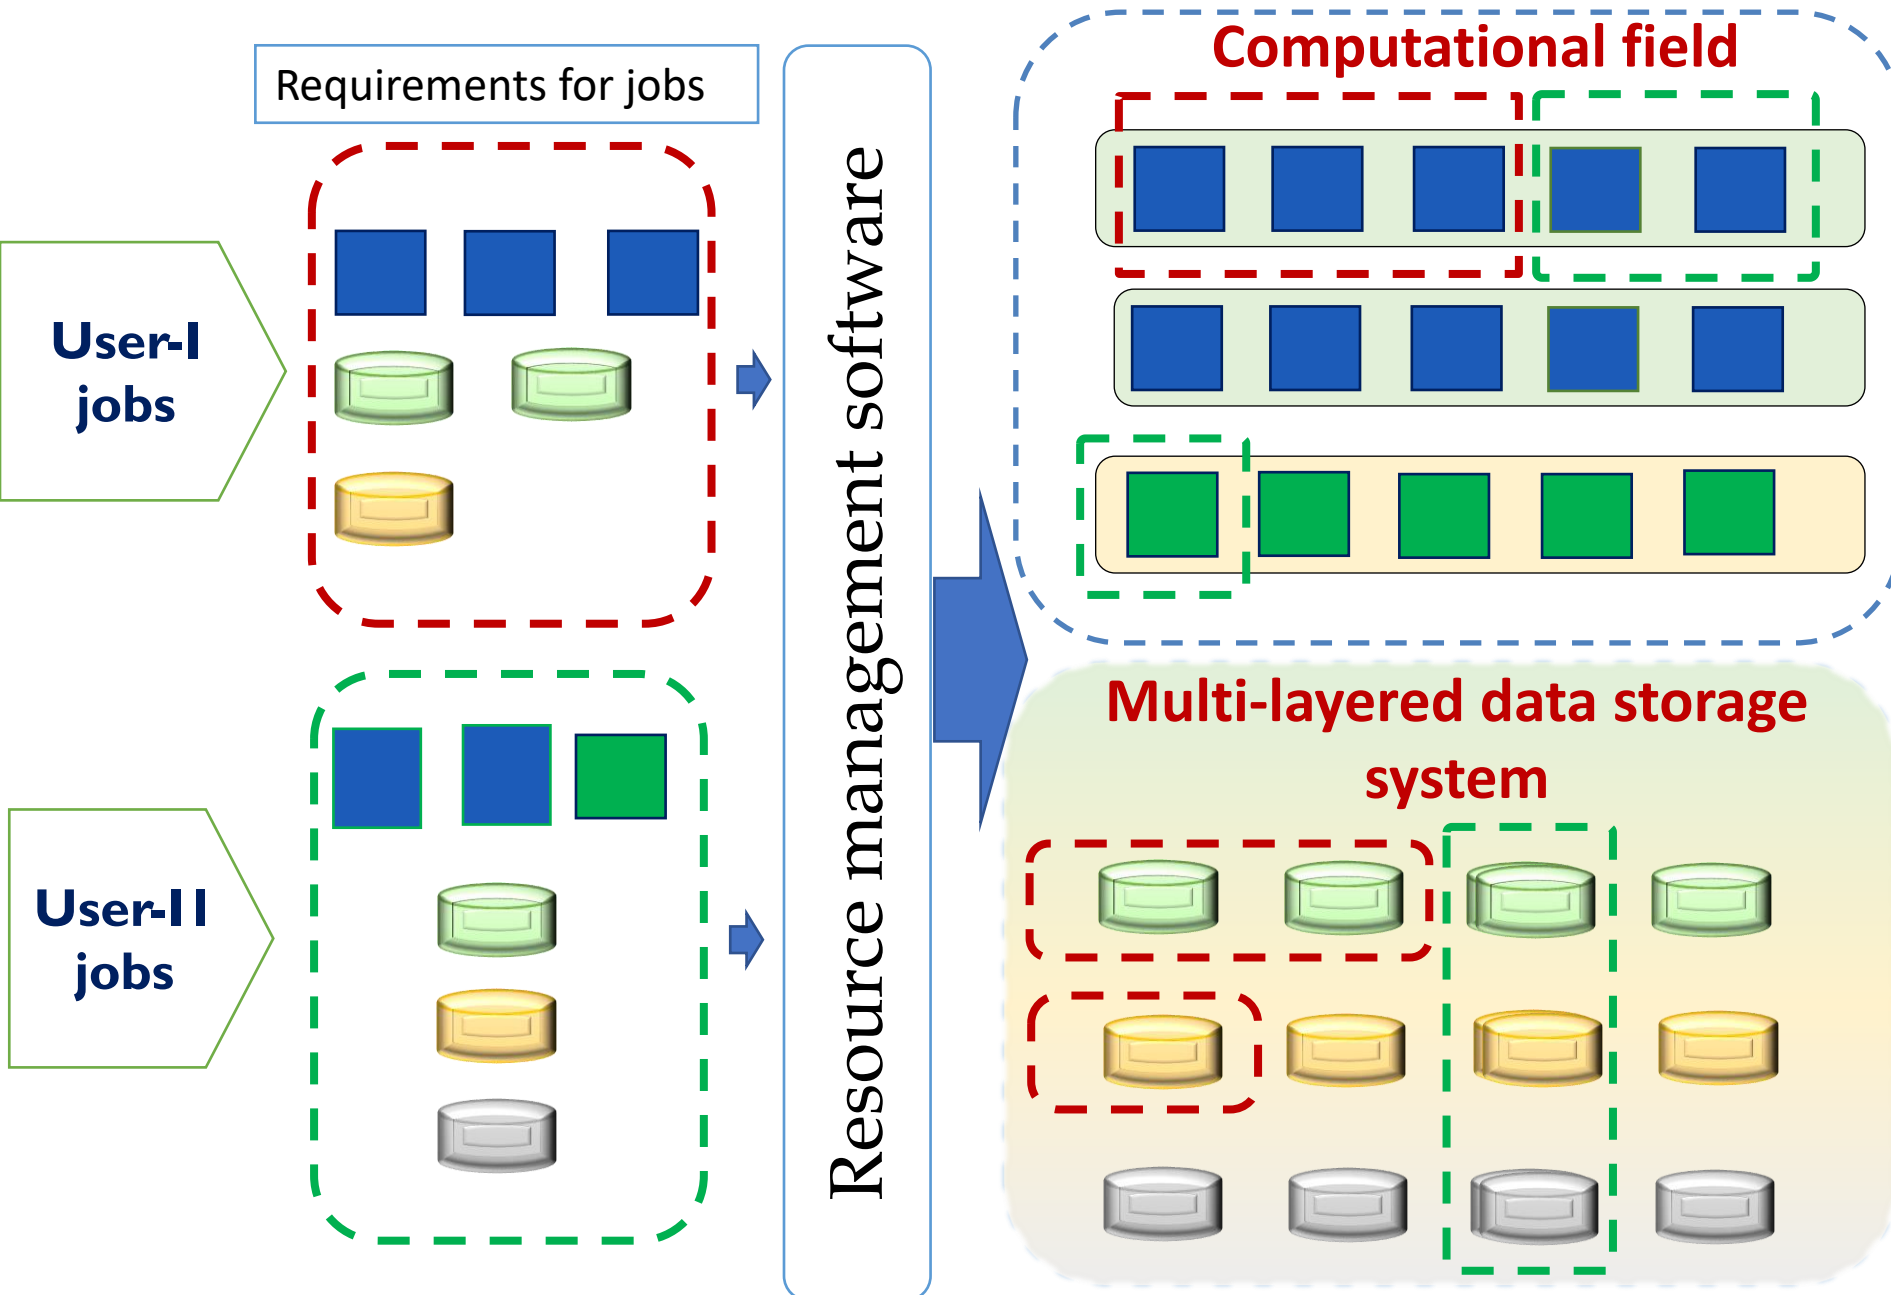 Requirements for jobs
User-I
jobs
User-II
jobs
Resource management software
Computational field
Multi-layered data storage
system